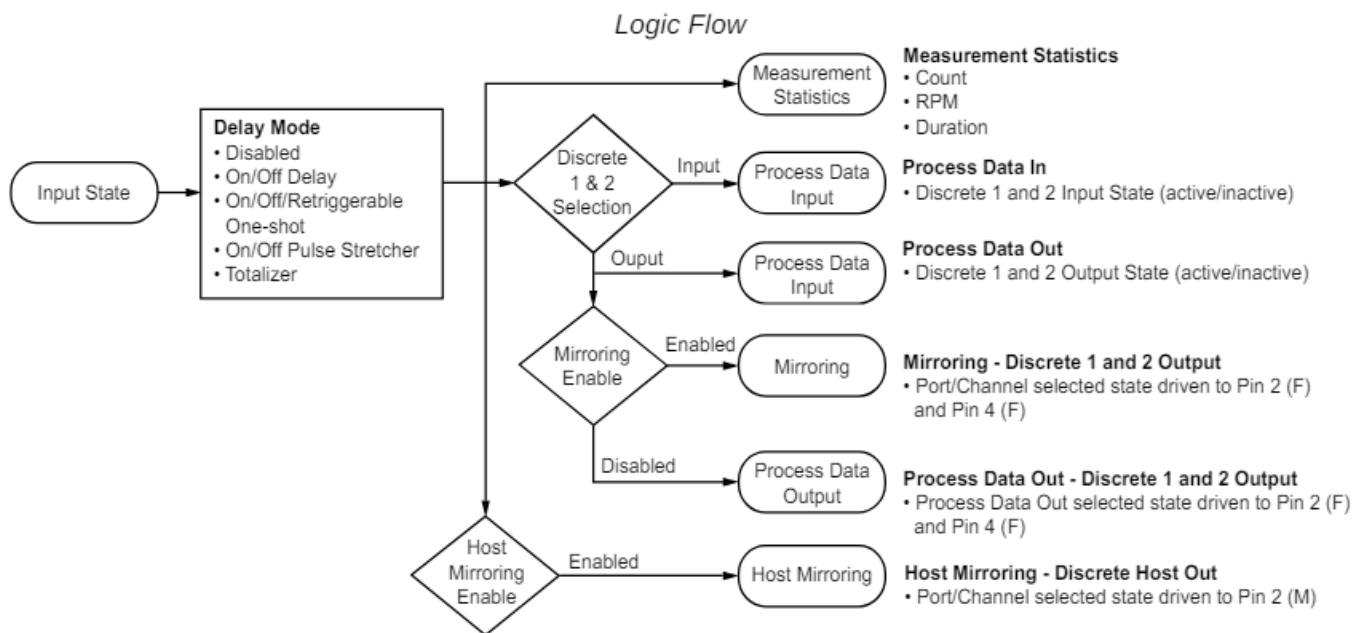 Logic Flow
Input State
Delay Mode
• Disabled
• On/Off Delay
• On/Off/Retriggerable
One-shot
• On/Off Pulse Stretcher
• Totalizer
Measurement
Statistics
Measurement Statistics
• Count
• RPM
• Duration
Discrete
1 & 2
Selection
Input
Process Data
Input
Process Data In
• Discrete 1 and 2 Input State (active/inactive)
Ouput
Process Data
Input
Process Data Out
• Discrete 1 and 2 Output State (active/inactive)
Mirroring
Enable
Enabled
Mirroring
Mirroring - Discrete 1 and 2 Output
• Port/Channel selected state driven to Pin 2 (F)
and Pin 4 (F)
Disabled
Process Data
Output
Process Data Out - Discrete 1 and 2 Output
• Process Data Out selected state driven to Pin 2 (F)
and Pin 4 (F)
Host
Mirroring
Enable
Enabled
Host Mirroring
Host Mirroring - Discrete Host Out
• Port/Channel selected state driven to Pin 2 (M)